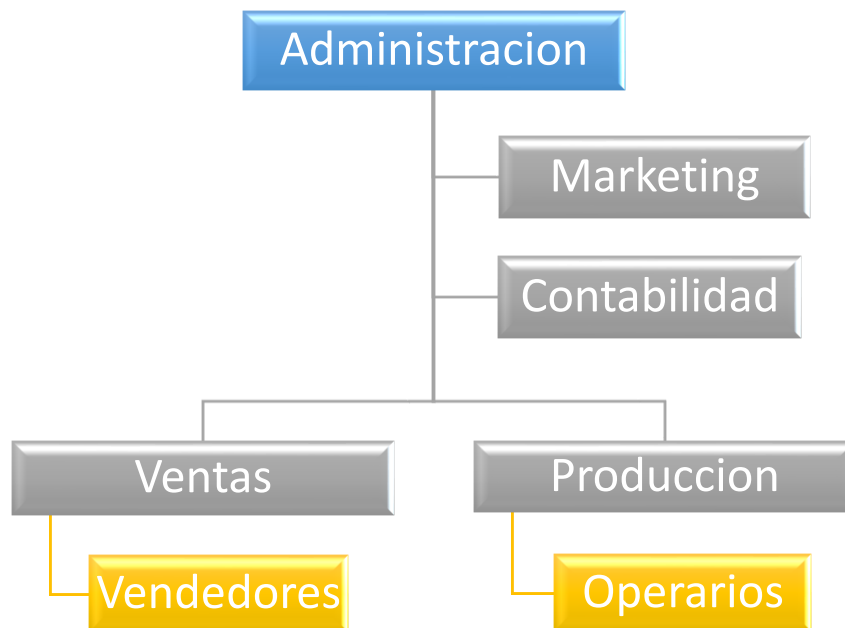 Administracion
Marketing
Contabilidad
Ventas
Produccion
Vendedores
Operarios